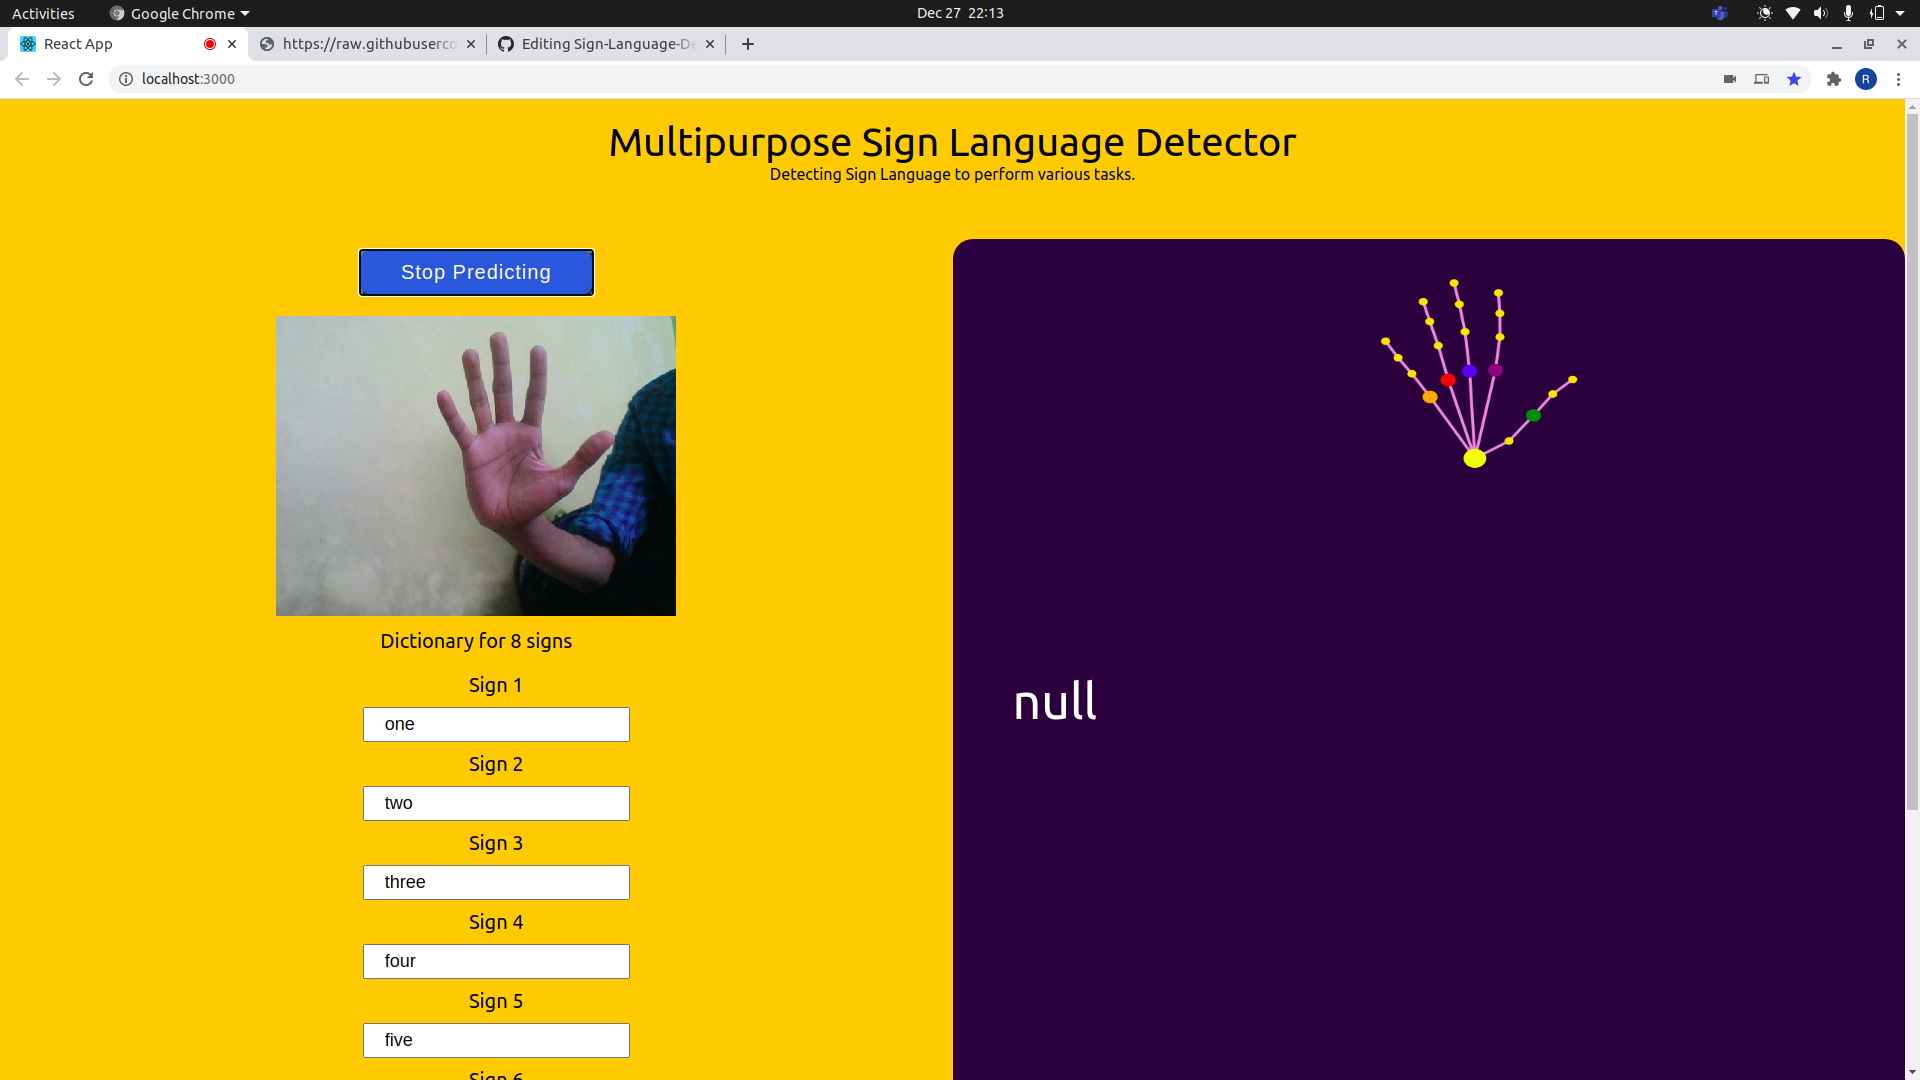 Activities
Google Chrome
Dec 27 22:13
React App
https://raw.githubuserco
Editing Sign-Language-De
localhost:3000
R
Multipurpose Sign Language Detector
Detecting Sign Language to perform various tasks.
Stop Predicting
Dictionary for 8 signs
Sign 1
one
Sign 2
two
Sign 3
three
Sign 4
four
Sign 5
five
Sign 6
null